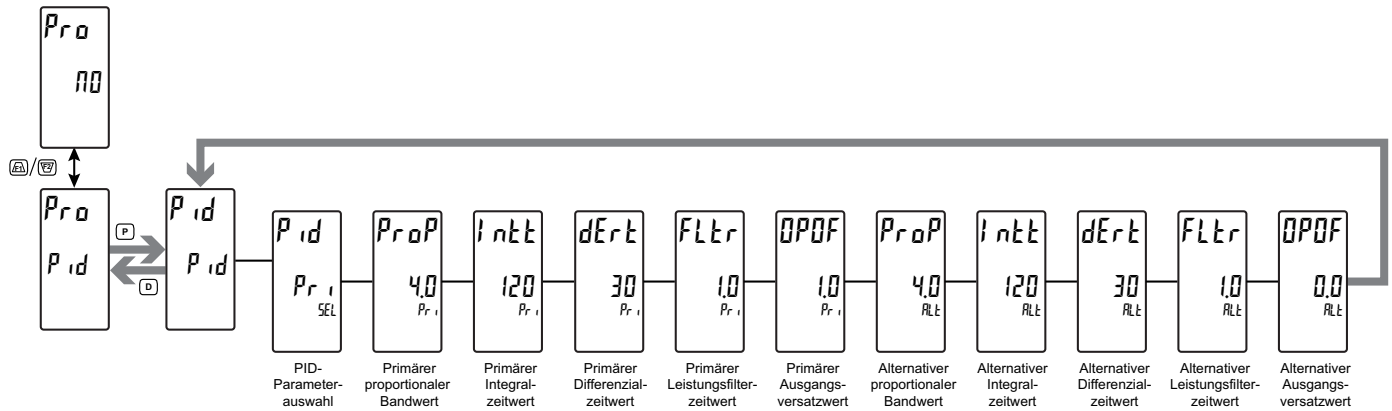 Pro
NO
F1/F2
Pro
Pid
P
D
Pid
Pid
Pid
Pri
SEL
PID-
Parameter-
auswahl
ProP
4.0
Pri
Primärer
proportionaler
Bandwert
Intt
120
Pri
Primärer
Integral-
zeitwert
dErt
30
Pri
Primärer
Differenzial-
zeitwert
FLtr
1.0
Pri
Primärer
Leistungsfilter-
zeitwert
OPOF
1.0
Pri
Primärer
Ausgangs-
versatzwert
ProP
4.0
ALt
Alternativer
proportionaler
Bandwert
Intt
120
ALt
Alternativer
Integral-
zeitwert
dErt
30
ALt
Alternativer
Differenzial-
zeitwert
FLtr
1.0
ALt
Alternativer
Leistungsfilter-
zeitwert
OPOF
0.0
ALt
Alternativer
Ausgangs-
versatzwert